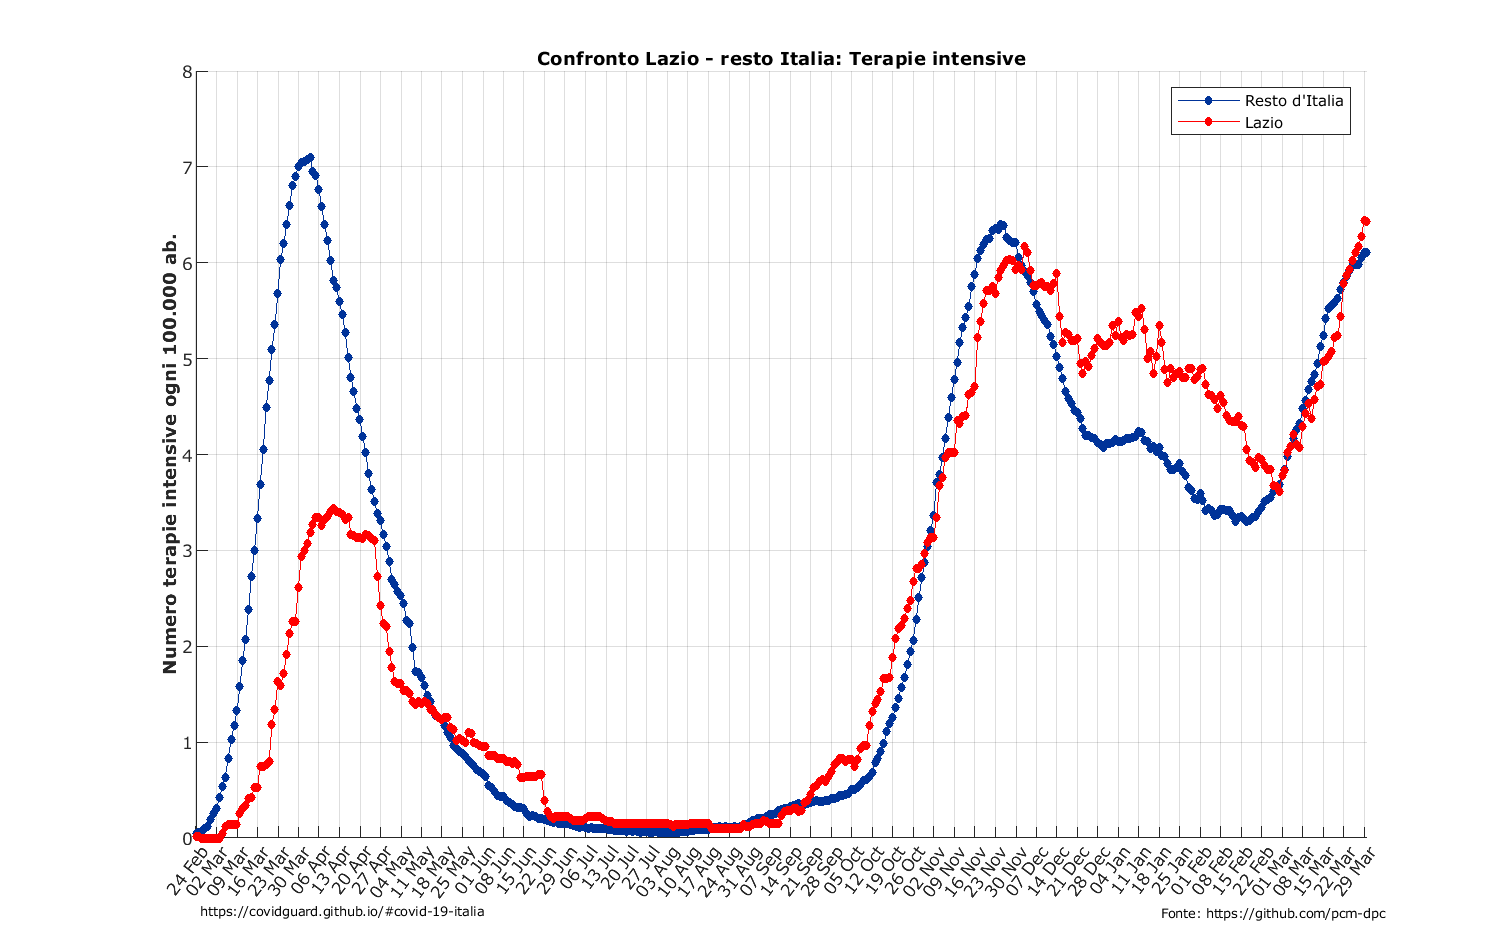 Confronto Lazio - resto Italia: Terapie intensive
Resto d'Italia
Lazio
Numero terapie intensive ogni 100.000 ab.
8
7
6
5
4
3
2
1
0
24 Feb
02 Mar
09 Mar
16 Mar
23 Mar
30 Mar
06 Apr
13 Apr
20 Apr
27 Apr
04 May
11 May
18 May
25 May
01 Jun
08 Jun
15 Jun
22 Jun
29 Jun
06 Jul
13 Jul
20 Jul
27 Jul
03 Aug
10 Aug
17 Aug
24 Aug
31 Aug
07 Sep
14 Sep
21 Sep
28 Sep
05 Oct
12 Oct
19 Oct
26 Oct
02 Nov
09 Nov
16 Nov
23 Nov
30 Nov
07 Dec
14 Dec
21 Dec
28 Dec
04 Jan
11 Jan
18 Jan
25 Jan
01 Feb
08 Feb
15 Feb
22 Feb
01 Mar
08 Mar
15 Mar
22 Mar
29 Mar
https://covidguard.github.io/#covid-19-italia
Fonte: https://github.com/pcm-dpc